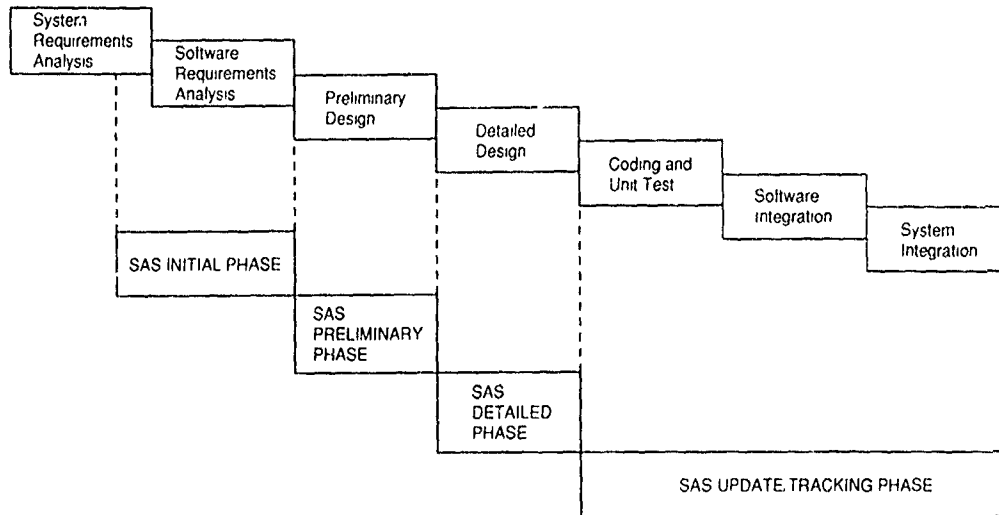 System
Requirements
Analysis
Software
Requirements
Analysis
Preliminary
Design
Detailed
Design
Coding and
Unit Test
Software
Integration
System
Integration
SAS INITIAL PHASE
SAS
PRELIMINARY
PHASE
SAS
DETAILED
PHASE
SAS UPDATE, TRACKING PHASE